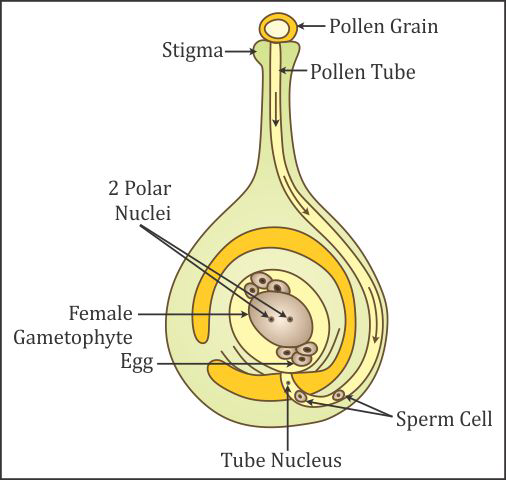 Pollen Grain
Stigma
Pollen Tube
2 Polar
Nuclei
Female
Gametophyte
Egg
Sperm Cell
Tube Nucleus